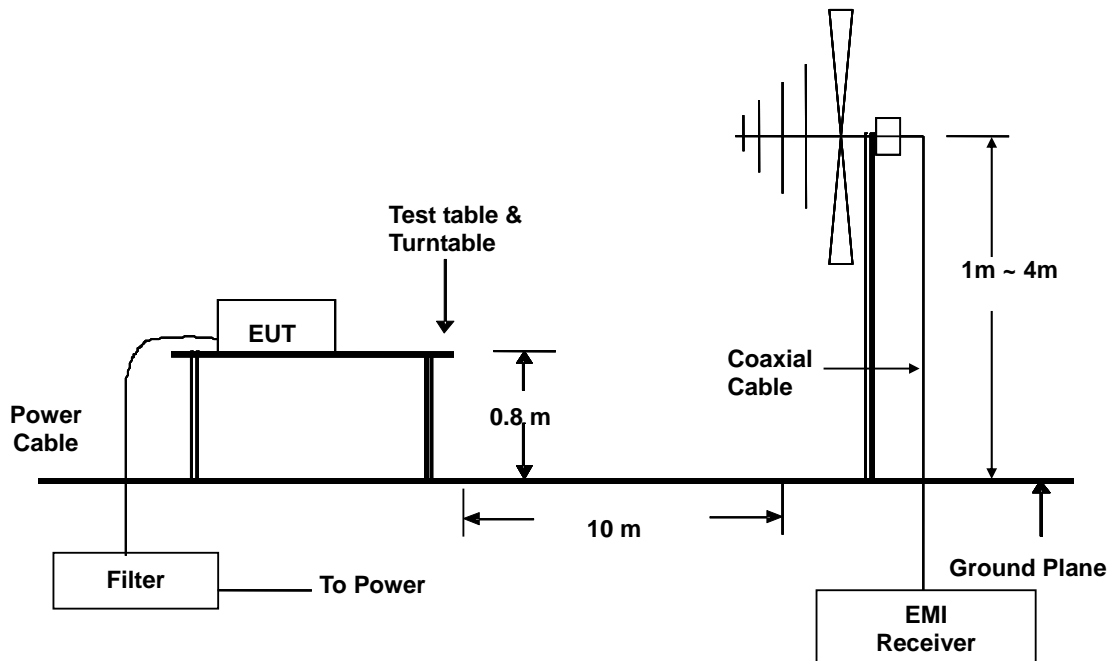 Test table &
Turntable
1m ~ 4m
EUT
Coaxial
Cable
0.8 m
Power
Cable
10 m
Filter
To Power
Ground Plane
EMI
Receiver